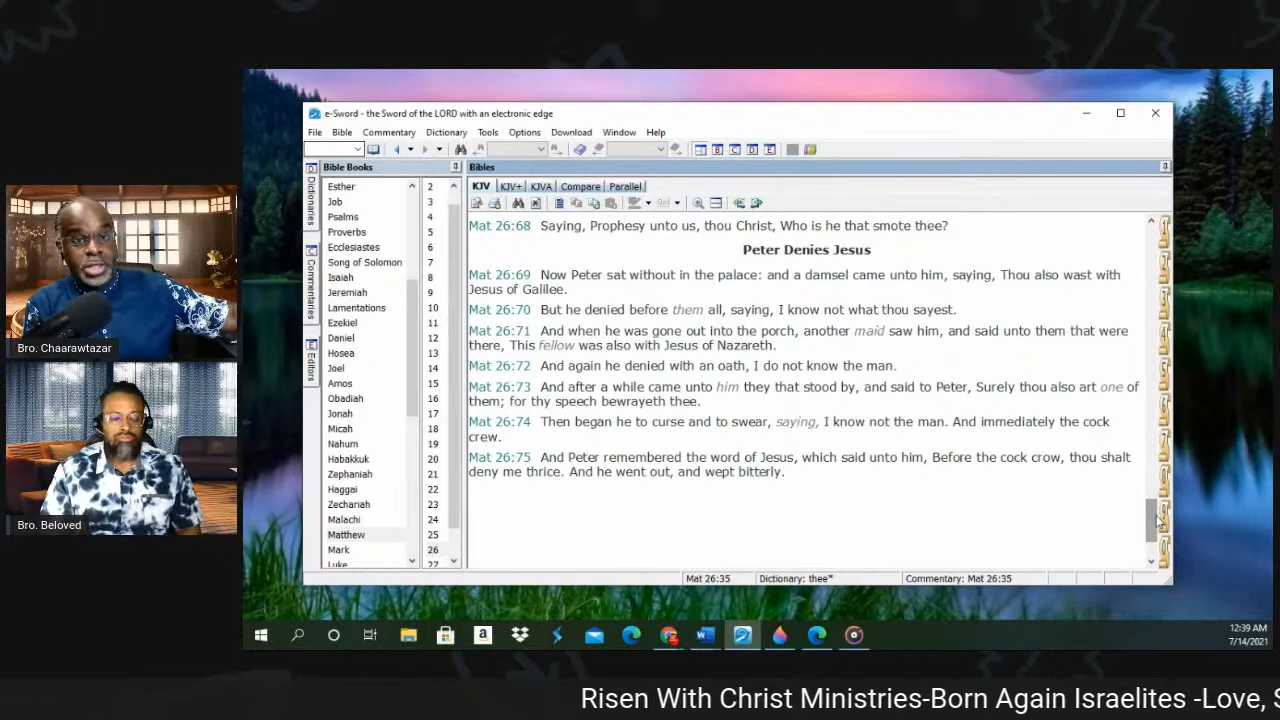 e-Sword - the Sword of the LORD with an electronic edge
File Bible Commentary Dictionary Tools Options Download Window Help
Bible Books
Bibles
Dictionaries
Commentaries
Editors
Esther
Job
Psalms
Proverbs
Ecclesiastes
Song of Solomon
Isaiah
Jeremiah
Lamentations
Ezekiel
Daniel
Hosea
Joel
Amos
Obadiah
Jonah
Micah
Nahum
Habakkuk
Zephaniah
Haggai
Zechariah
Malachi
Matthew
Mark
Luke
2
3
4
5
6
7
8
9
10
11
12
13
14
15
16
17
18
19
20
21
22
23
24
25
26
27
KJV KJV+ KJVA Compare Parallel
Mat 26:68 Saying, Prophesy unto us, thou Christ, Who is he that smote thee?
Peter Denies Jesus
Mat 26:69 Now Peter sat without in the palace: and a damsel came unto him, saying, Thou also wast with
Jesus of Galilee.
Mat 26:70 But he denied before them all, saying, I know not what thou sayest.
Mat 26:71 And when he was gone out into the porch, another maid saw him, and said unto them that were
there, This fellow was also with Jesus of Nazareth.
Mat 26:72 And again he denied with an oath, I do not know the man.
Mat 26:73 And after a while came unto him they that stood by, and said to Peter, Surely thou also art one of
them; for thy speech bewrayeth thee.
Mat 26:74 Then began he to curse and to swear, saying, I know not the man. And immediately the cock
crew.
Mat 26:75 And Peter remembered the word of Jesus, which said unto him, Before the cock crow, thou shalt
deny me thrice. And he went out, and wept bitterly.
Mat 26:35
Dictionary: thee*
Commentary: Mat 26:35
12:39 AM
7/14/2021
Bro. Chaarawtazar
Bro. Beloved
Risen With Christ Ministries-Born Again Israelites -Love, S